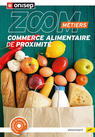 onisep
ZOOM
MÉTIERS
COMMERCE ALIMENTAIRE
DE PROXIMITÉ